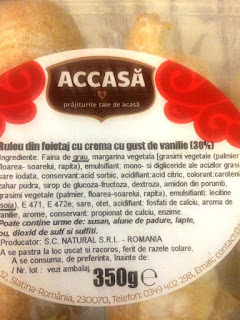 ACCASĂ
prăjiturile tale de acasă
Rulou din foietaj cu crema cu gust de vanilie (30%)
Ingrediente: Faina de grau, margarina vegetala [grasimi vegetale (palmier
floarea- soarelui, rapita), emulsifiant: mono- si digliceride ale acizilor grasi
sare iodata, conservant:acid sorbic, acidifiant:acid citric, colorant:caroten
zahar pudra, sirop de glucoza-fructoza, dextroza, amidon din porumb,
grasimi vegetale (palmier, floarea-soarelui, rapita), emulsifianti: lecitine
soia), E 471, E 472e; sare, otet, acidifiant: fosfati de calciu, aroma de
vanilie, arome, conservant: propionat de calciu, enzime
Poate contine urme de: susan, alune de padure, lapte,
ou, dioxid de sulf si sulfiti.
Producator: S.C. NATURAL S.R.L - ROMANIA
A se pastra la loc uscat si racoros, ferit de razele solare.
A se consuma, de preferinta, inainte de:
/ Nr. lot : vezi ambalaj
350g e
12, Slatina-România, 230070, Telefon: 0349 402 298, Email: contact@